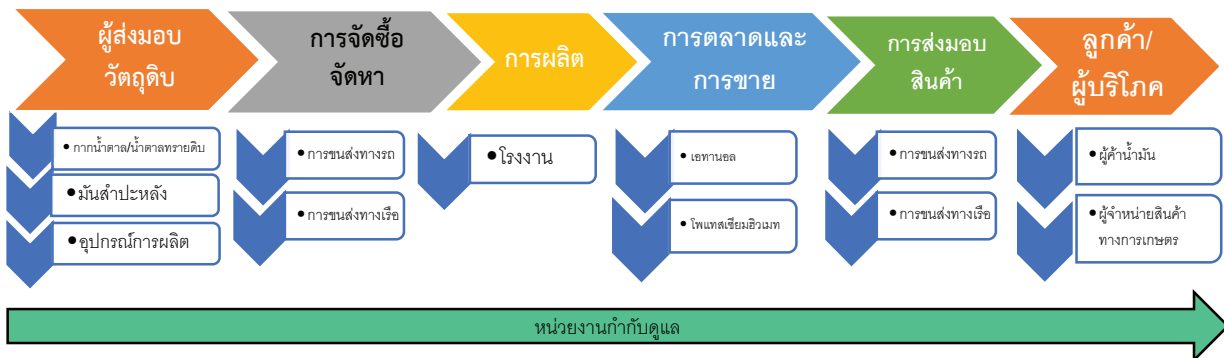 ผู้ส่งมอบ
วัตถุดิบ
การจัดซื้อ
จัดหา
การผลิต
การตลาดและ
การขาย
การส่งมอบ
สินค้า
ลูกค้า/
ผู้บริโภค
• กากน้ำตาล/น้ำตาลทรายดิบ
• มันสำปะหลัง
• อุปกรณ์การผลิต
• การขนส่งทางรถ
• การขนส่งทางเรือ
• โรงงาน
• เอทานอล
• โพแทสเซียมฮิวเมท
• การขนส่งทางรถ
• การขนส่งทางเรือ
• ผู้ค้าน้ำมัน
• ผู้จำหน่ายสินค้า
ทางการเกษตร
หน่วยงานกำกับดูแล